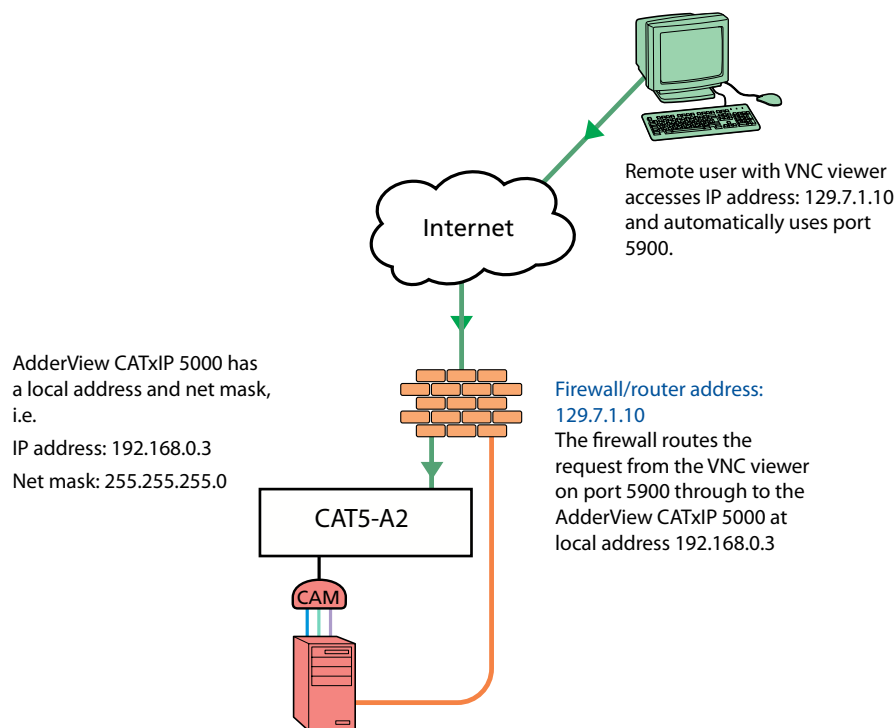 Remote user with VNC viewer
accesses IP address: 129.7.1.10
and automatically uses port
5900.
Internet
AdderView CATxIP 5000 has
a local address and net mask,
i.e.
IP address: 192.168.0.3
Net mask: 255.255.255.0
Firewall/router address:
129.7.1.10
The firewall routes the
request from the VNC viewer
on port 5900 through to the
AdderView CATxIP 5000 at
local address 192.168.0.3
CAT5-A2
CAM